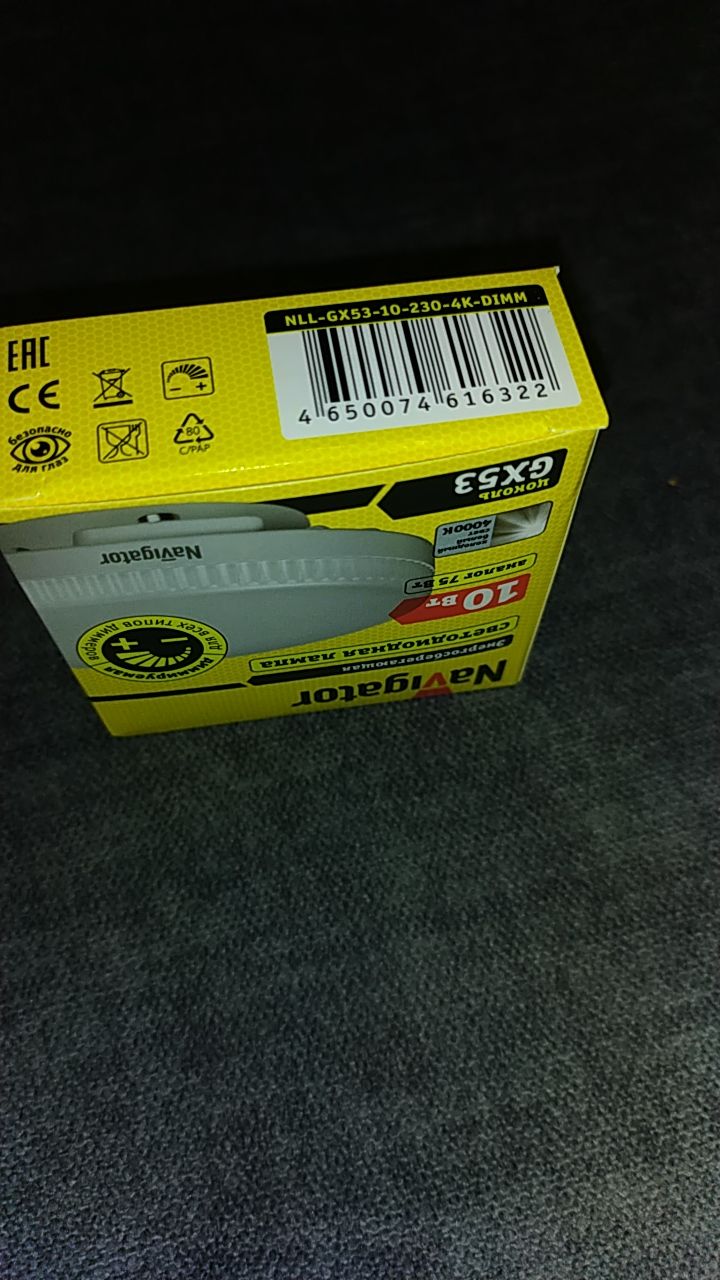 NLL-GX53-10-230-4K-DIMM
4 650074 616322
EAC
CE
безопасно
для глаз
80
C/PAP
− +
Navigator
Энергосберегающая
светодиодная лампа
10 Вт
аналог 75 Вт
холодный
белый
свет
4000K
цоколь
GX53
Navigator
диммируемая
для всех типов диммеров
− +